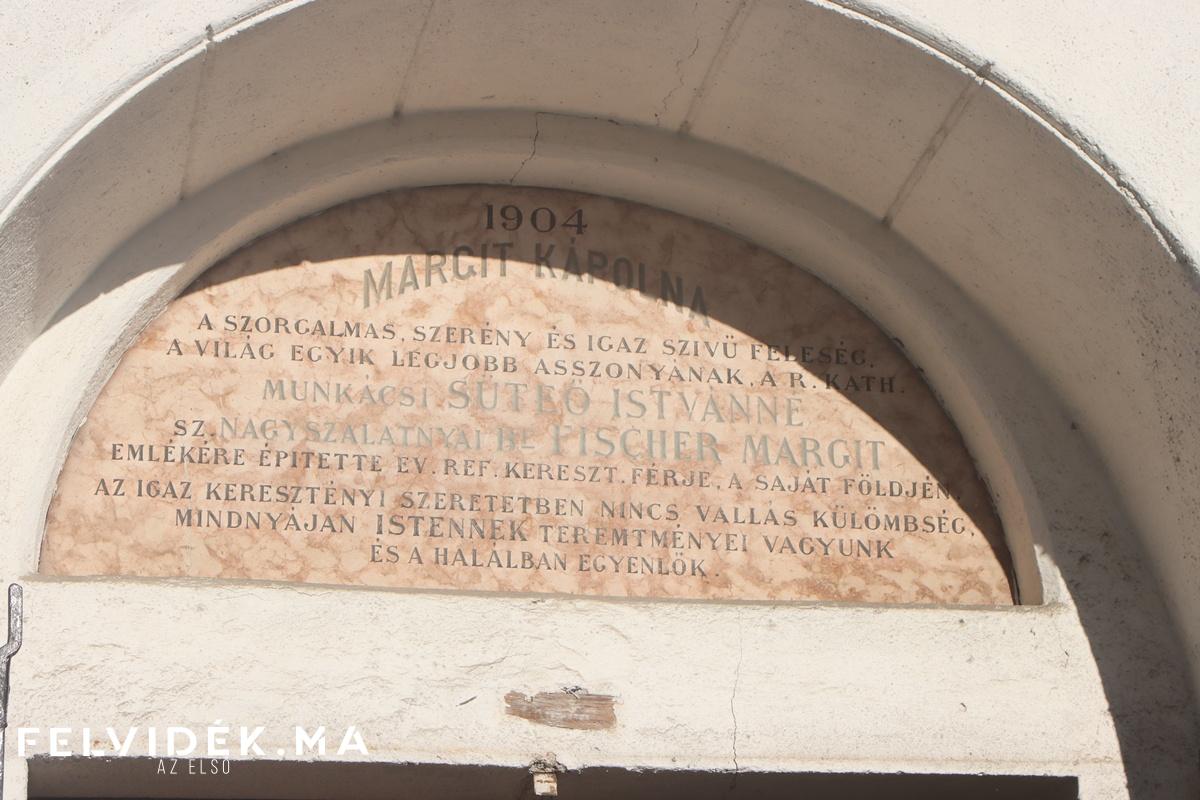 1904
MARGIT KÁPOLNA
A SZORGALMAS, SZERÉNY ÉS IGAZ SZIVÜ FELESÉG,
A VILÁG EGYIK LEGJOBB ASSZONYÁNAK, A R. KATH.
MUNKÁCSI SÜTEŐ ISTVÁNNÉ
SZ. NAGYSZALATNYAI BE FISCHER MARGIT
EMLÉKÉRE ÉPITETTE EV. REF. KERESZT. FÉRJE, A SAJÁT FÖLDJÉN.
AZ IGAZ KERESZTÉNYI SZERETETBEN NINCS VALLÁS KÜLÖMBSÉG,
MINDNYÁJAN ISTENNEK TEREMTMÉNYEI VAGYUNK
ÉS A HALÁLBAN EGYENLŐK.
FELVIDÉK.MA
AZ ELSŐ